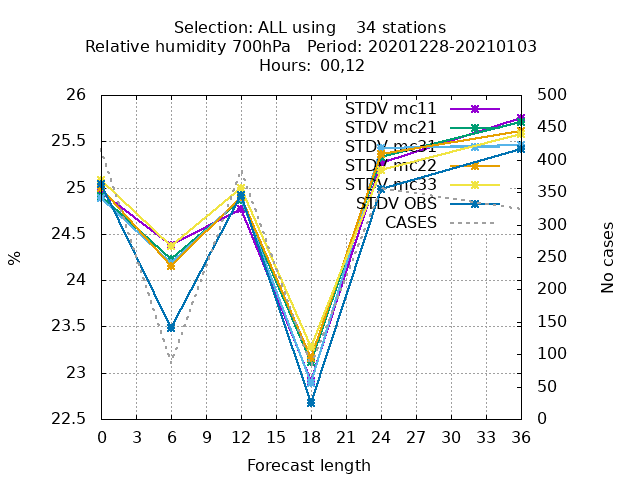 Selection: ALL using    34 stations
Relative humidity 700hPa   Period: 20201228-20210103
Hours:  00,12
26
25.5
25
24.5
24
23.5
23
22.5
%
500
450
400
350
300
250
200
150
100
50
0
No cases
STDV mc11
STDV mc21
STDV mc31
STDV mc22
STDV mc33
STDV OBS
CASES
0 3 6 9 12 15 18 21 24 27 30 33 36
Forecast length